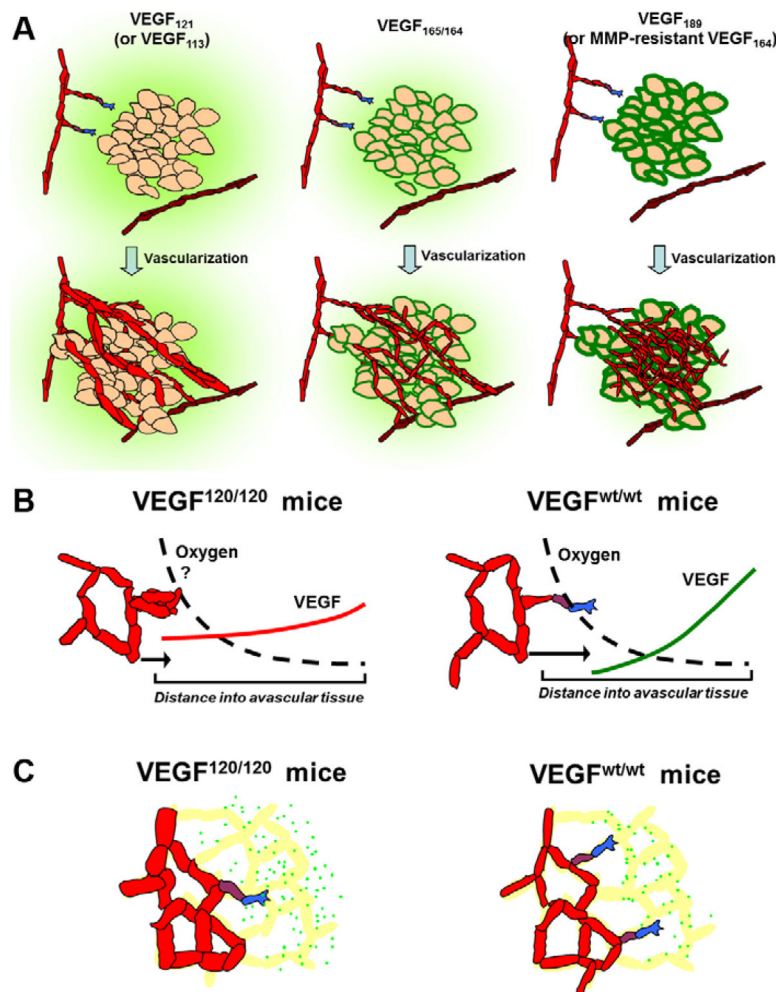 A
VEGF121
(or VEGF113)
VEGF165/164
VEGF189
(or MMP-resistant VEGF164)
Vascularization
Vascularization
Vascularization
B
VEGF120/120 mice
VEGFwt/wt mice
Oxygen
?
VEGF
Oxygen
VEGF
Distance into avascular tissue
Distance into avascular tissue
C
VEGF120/120 mice
VEGFwt/wt mice